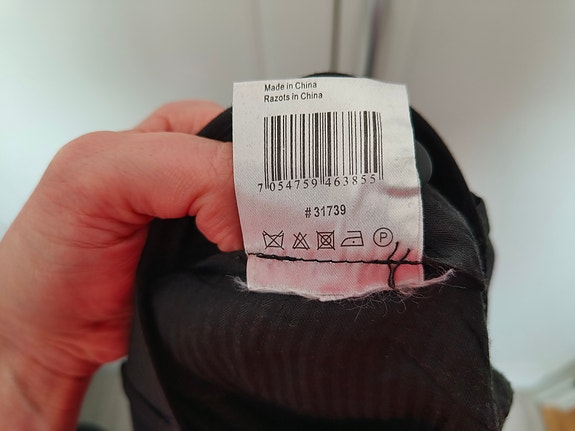 Made in China
Razots in China
7 054759 463855
#31739
P